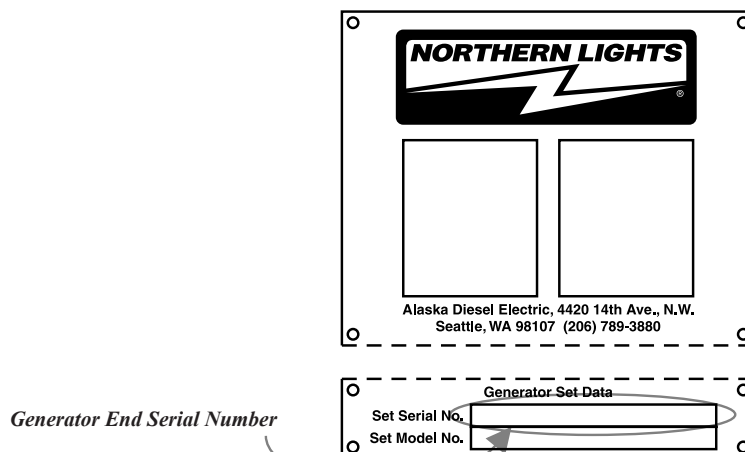 NORTHERN LIGHTS
®
Alaska Diesel Electric, 4420 14th Ave., N.W.
Seattle, WA 98107 (206) 789-3880
Generator Set Data
Generator End Serial Number
Set Serial No.
Set Model No.